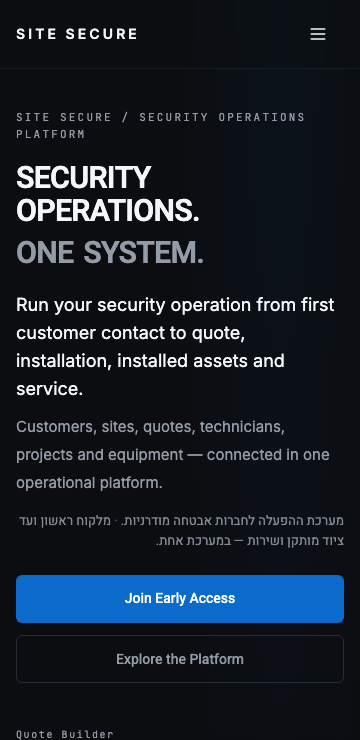 SITE SECURE
SITE SECURE / SECURITY OPERATIONS
PLATFORM
SECURITY
OPERATIONS.
ONE SYSTEM.
Run your security operation from first
customer contact to quote,
installation, installed assets and
service.
Customers, sites, quotes, technicians,
projects and equipment — connected in one
operational platform.
מערכת ההפעלה לחברות אבטחה מודרניות. · מלקוח ראשון ועד
ציוד מותקן ושירות — במערכת אחת.
Join Early Access
Explore the Platform
Quote Builder